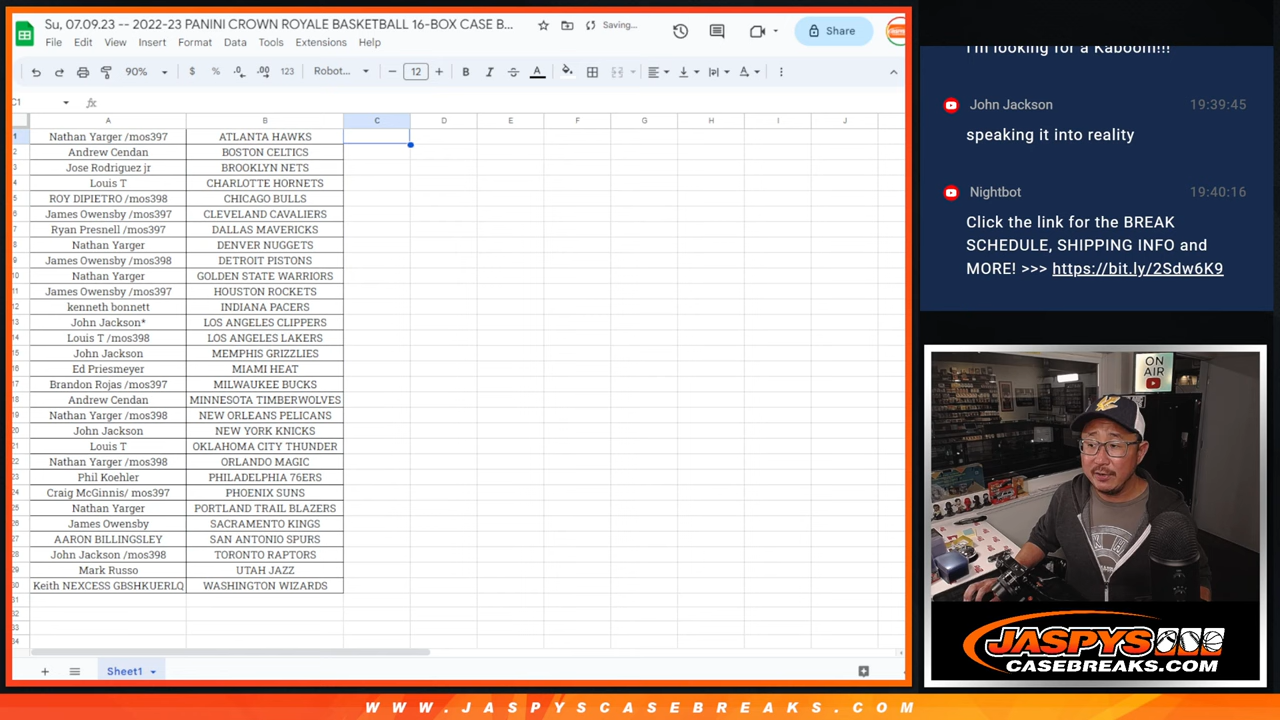 Su, 07.09.23 -- 2022-23 PANINI CROWN ROYALE BASKETBALL 16-BOX CASE B...
Saving...
Share
File Edit View Insert Format Data Tools Extensions Help
90% $ % .0 .00 123 Robot... 12 B I S A
C1 fx
A B C D E F G H I J
1 Nathan Yarger /mos397 ATLANTA HAWKS
2 Andrew Cendan BOSTON CELTICS
3 Jose Rodriguez jr BROOKLYN NETS
4 Louis T CHARLOTTE HORNETS
5 ROY DIPIETRO /mos398 CHICAGO BULLS
6 James Owensby /mos397 CLEVELAND CAVALIERS
7 Ryan Presnell /mos397 DALLAS MAVERICKS
8 Nathan Yarger DENVER NUGGETS
9 James Owensby /mos398 DETROIT PISTONS
10 Nathan Yarger GOLDEN STATE WARRIORS
11 James Owensby /mos397 HOUSTON ROCKETS
12 kenneth bonnett INDIANA PACERS
13 John Jackson* LOS ANGELES CLIPPERS
14 Louis T /mos398 LOS ANGELES LAKERS
15 John Jackson MEMPHIS GRIZZLIES
16 Ed Priesmeyer MIAMI HEAT
17 Brandon Rojas /mos397 MILWAUKEE BUCKS
18 Andrew Cendan MINNESOTA TIMBERWOLVES
19 Nathan Yarger /mos398 NEW ORLEANS PELICANS
20 John Jackson NEW YORK KNICKS
21 Louis T OKLAHOMA CITY THUNDER
22 Nathan Yarger /mos398 ORLANDO MAGIC
23 Phil Koehler PHILADELPHIA 76ERS
24 Craig McGinnis/ mos397 PHOENIX SUNS
25 Nathan Yarger PORTLAND TRAIL BLAZERS
26 James Owensby SACRAMENTO KINGS
27 AARON BILLINGSLEY SAN ANTONIO SPURS
28 John Jackson /mos398 TORONTO RAPTORS
29 Mark Russo UTAH JAZZ
30 Keith NEXCESS GBSHKUERLQ WASHINGTON WIZARDS
31
32
33
34
Sheet1
I'm looking for a Kaboom!!!
John Jackson 19:39:45
speaking it into reality
Nightbot 19:40:16
Click the link for the BREAK
SCHEDULE, SHIPPING INFO and
MORE! >>> https://bit.ly/2Sdw6K9
ON
AIR
JASPYS
CASEBREAKS.COM
WWW.JASPYSCASEBREAKS.COM